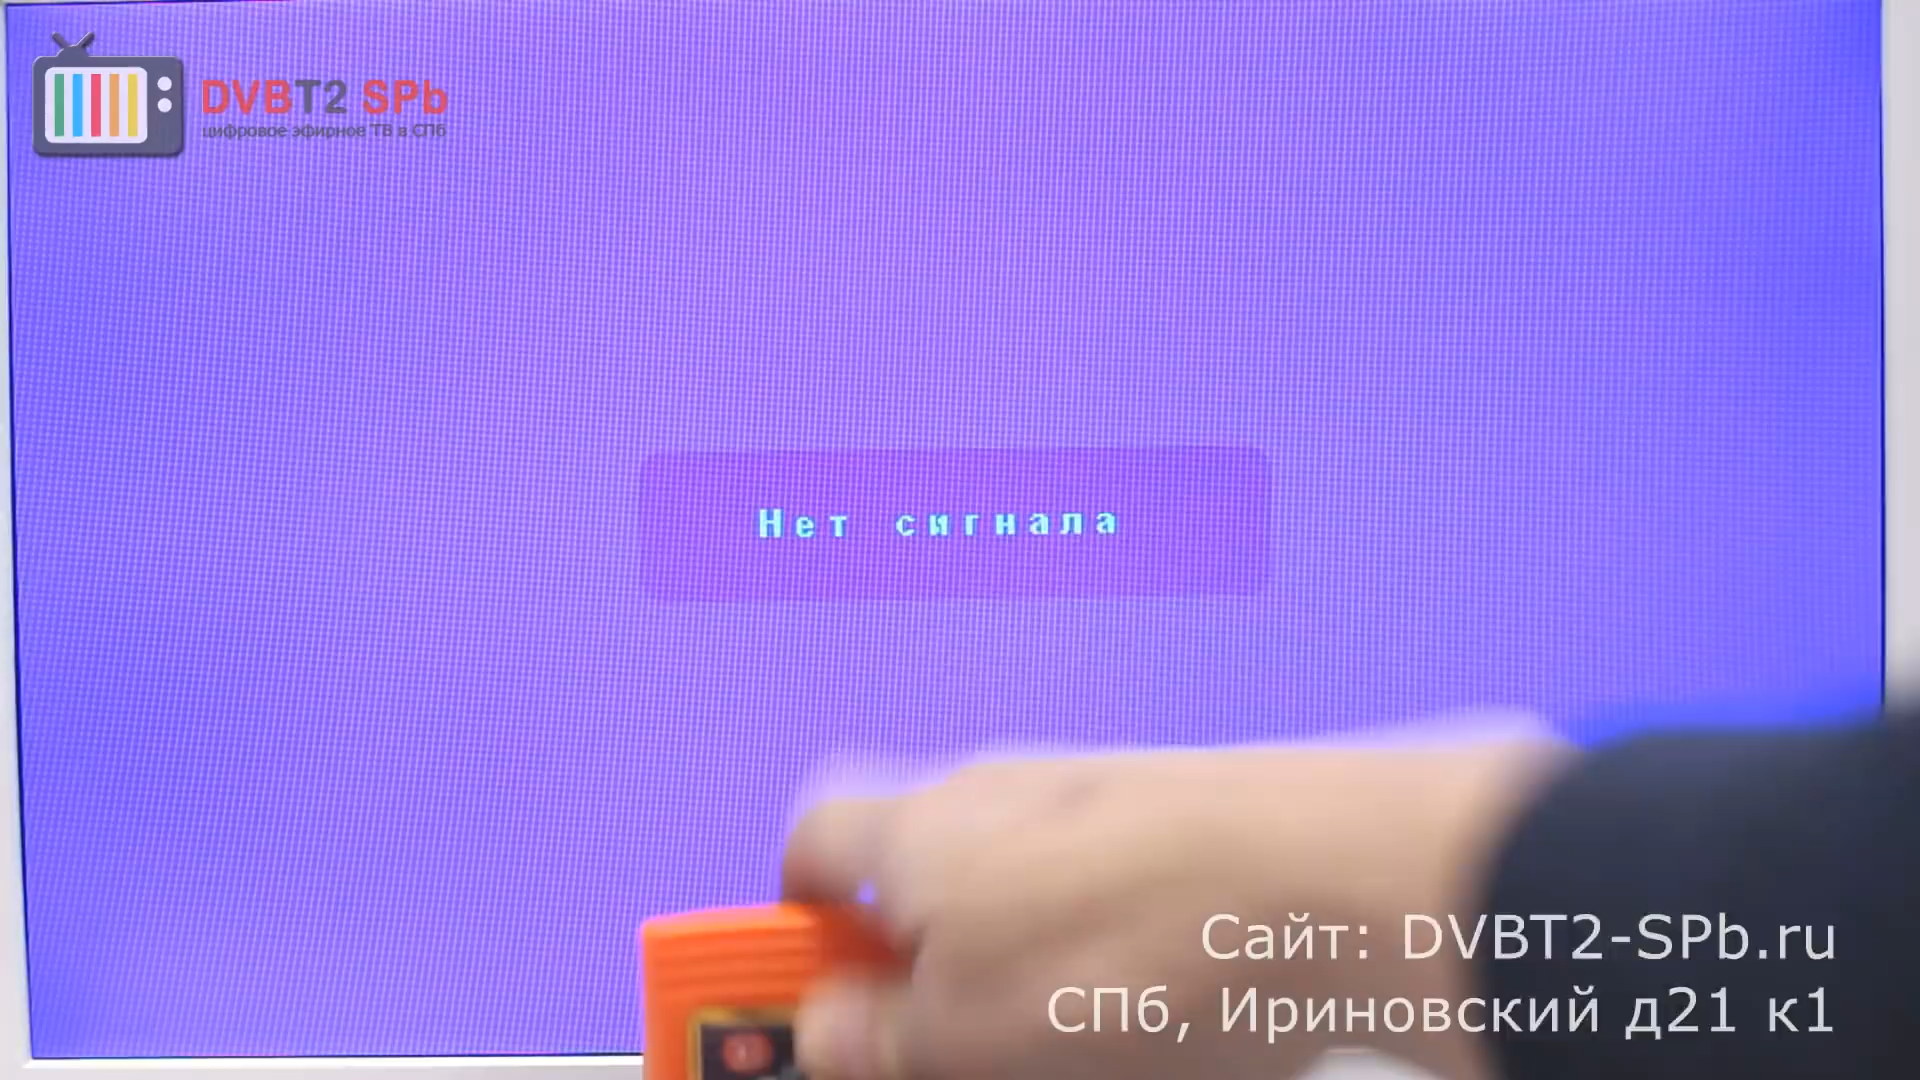 DVBT2 SPb
цифровое эфирное ТВ в СПб
Нет сигнала
Сайт: DVBT2-SPb.ru
СПб, Ириновский д21 к1